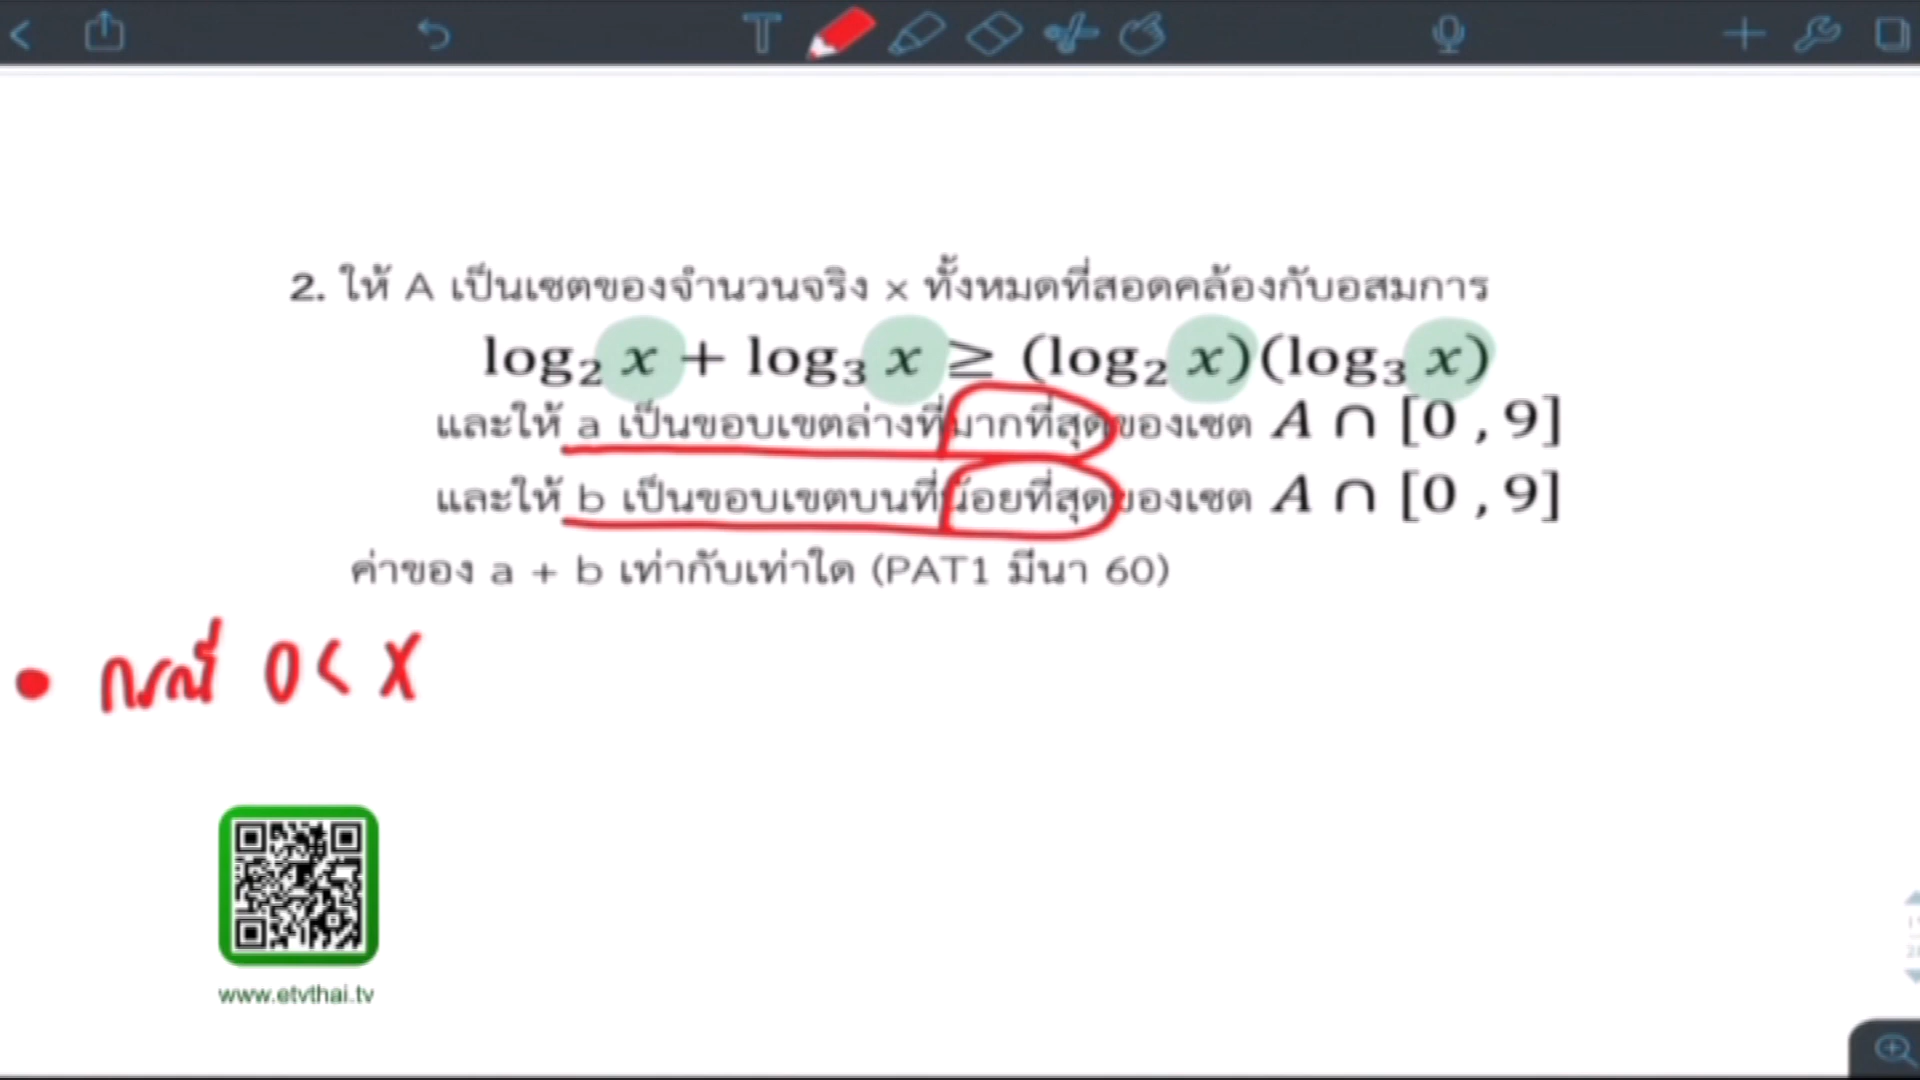 2. ให้ A เป็นเซตของจำนวนจริง x ทั้งหมดที่สอดคล้องกับอสมการ
log₂ x + log₃ x ≥ (log₂ x)(log₃ x)
และให้ a เป็นขอบเขตล่างที่มากที่สุดของเซต A ∩ [0 , 9]
และให้ b เป็นขอบเขตบนที่น้อยที่สุดของเซต A ∩ [0 , 9]
ค่าของ a + b เท่ากับเท่าใด (PAT1 มีนา 60)
• กรณี 0 < x
www.etvthai.tv